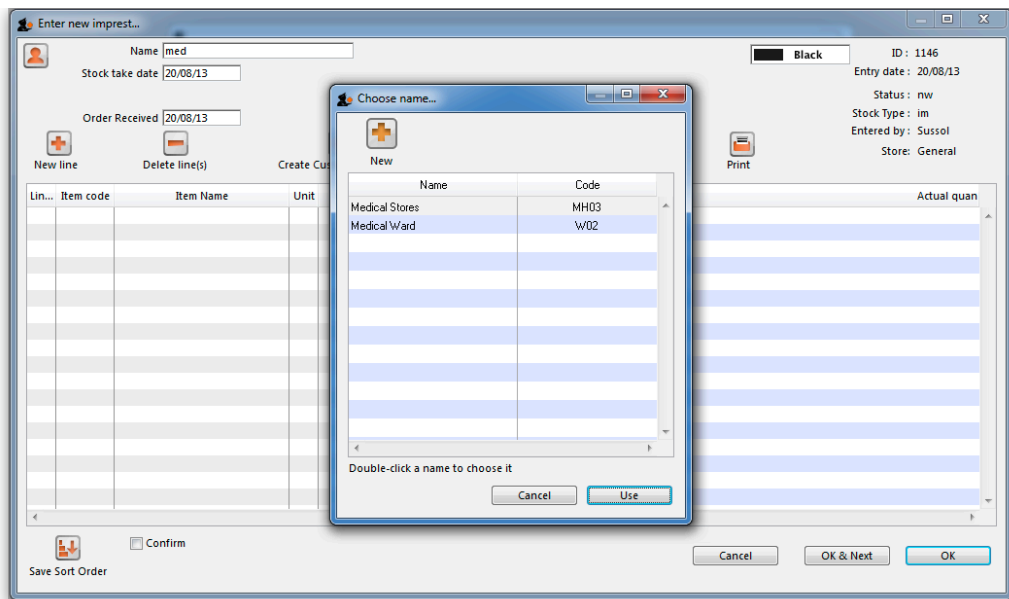 Enter new imprest...
Name med
Stock take date 20/08/13
Order Received 20/08/13
Black
ID : 1146
Entry date : 20/08/13
Status : nw
Stock Type : im
Entered by : Sussol
Store: General
New line
Delete line(s)
Print
Lin... Item code Item Name Unit Actual quan
Choose name...
New
Name Code
Medical Stores MH03
Medical Ward W02
Double-click a name to choose it
Cancel Use
Confirm
Save Sort Order
Cancel OK & Next OK